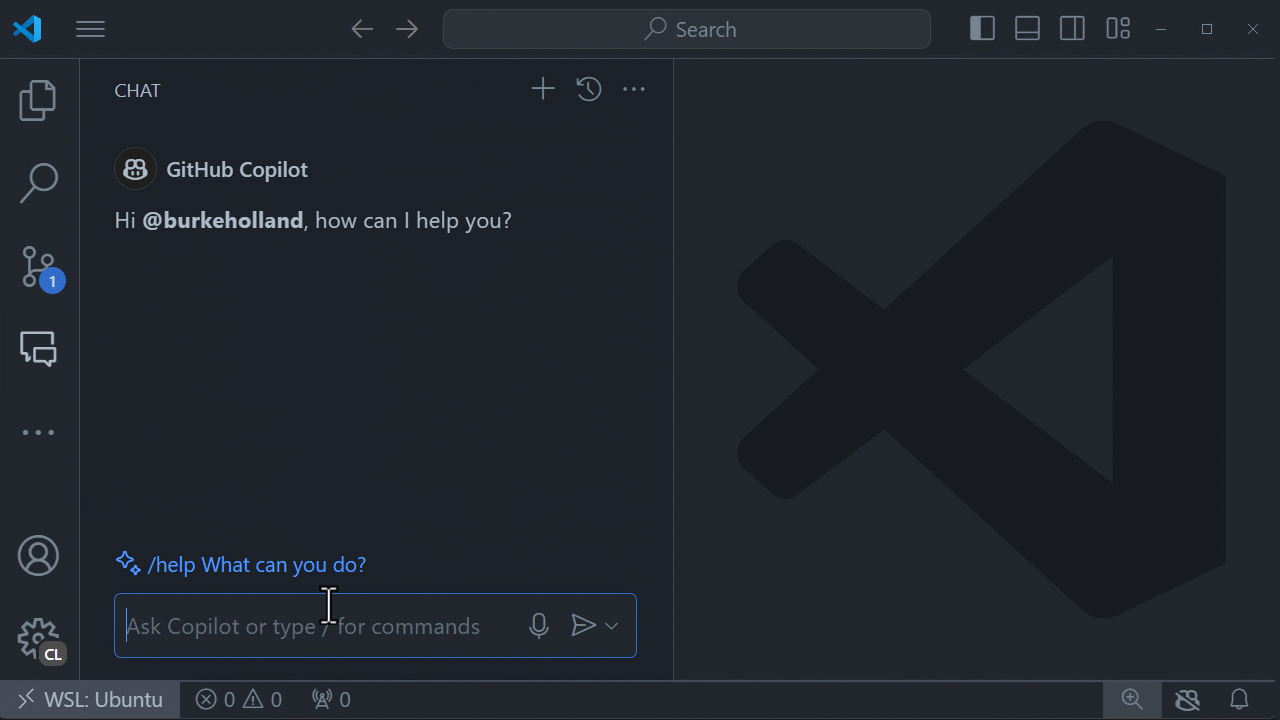 Search
CHAT
GitHub Copilot
Hi @burkeholland, how can I help you?
1
/help What can you do?
Ask Copilot or type / for commands
CL
WSL: Ubuntu
0
0
0